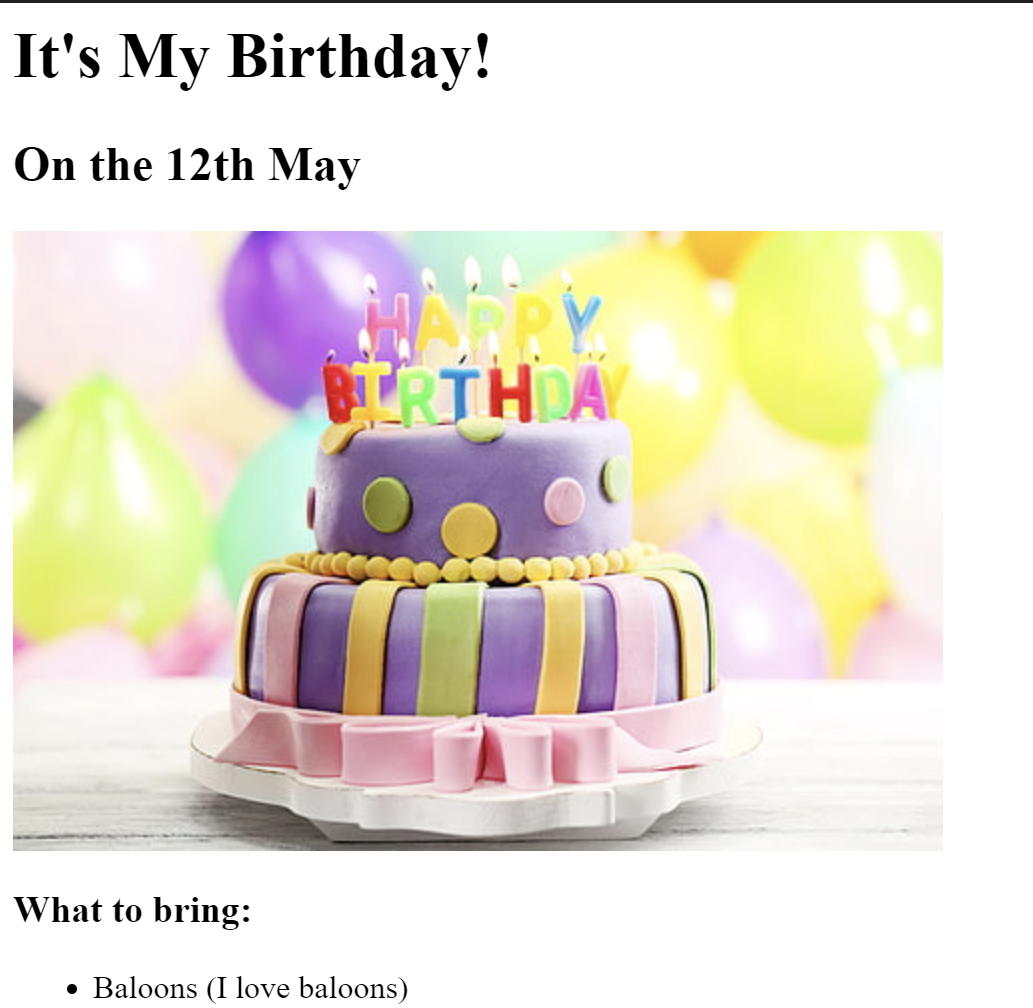 It's My Birthday!
On the 12th May
HAPPY
BIRTHDAY
What to bring:
Baloons (I love baloons)